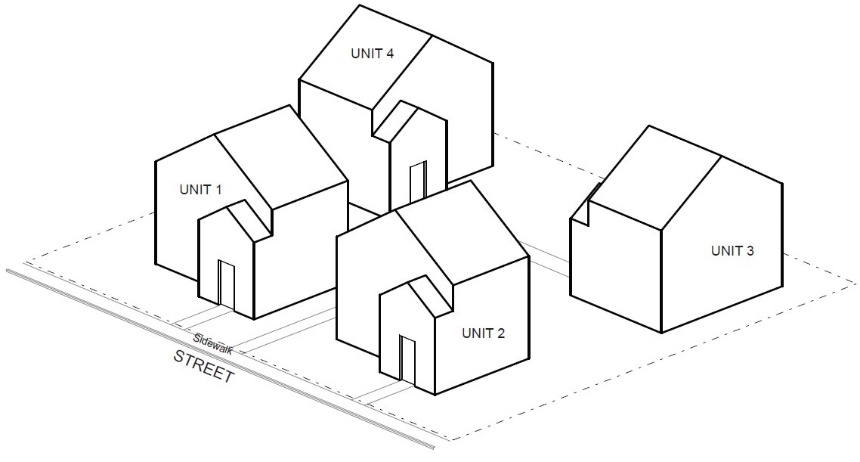 UNIT 4
UNIT 1
UNIT 3
UNIT 2
Sidewalk
STREET